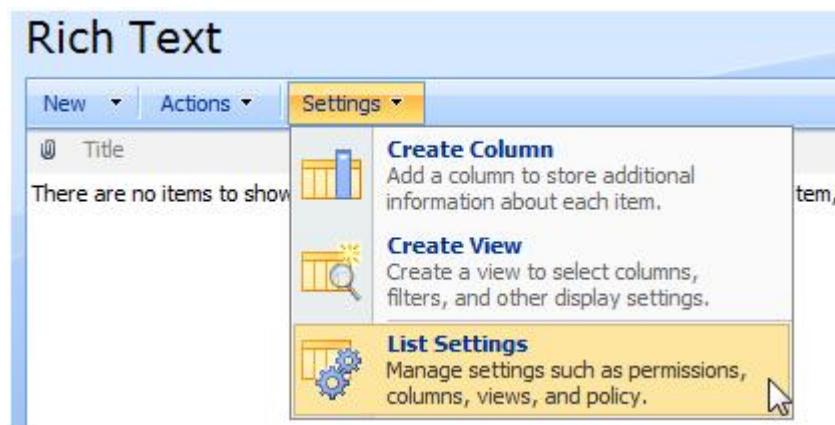 Rich Text
New Actions Settings
Title
Create Column
Add a column to store additional
information about each item.
There are no items to show
tem,
Create View
Create a view to select columns,
filters, and other display settings.
List Settings
Manage settings such as permissions,
columns, views, and policy.